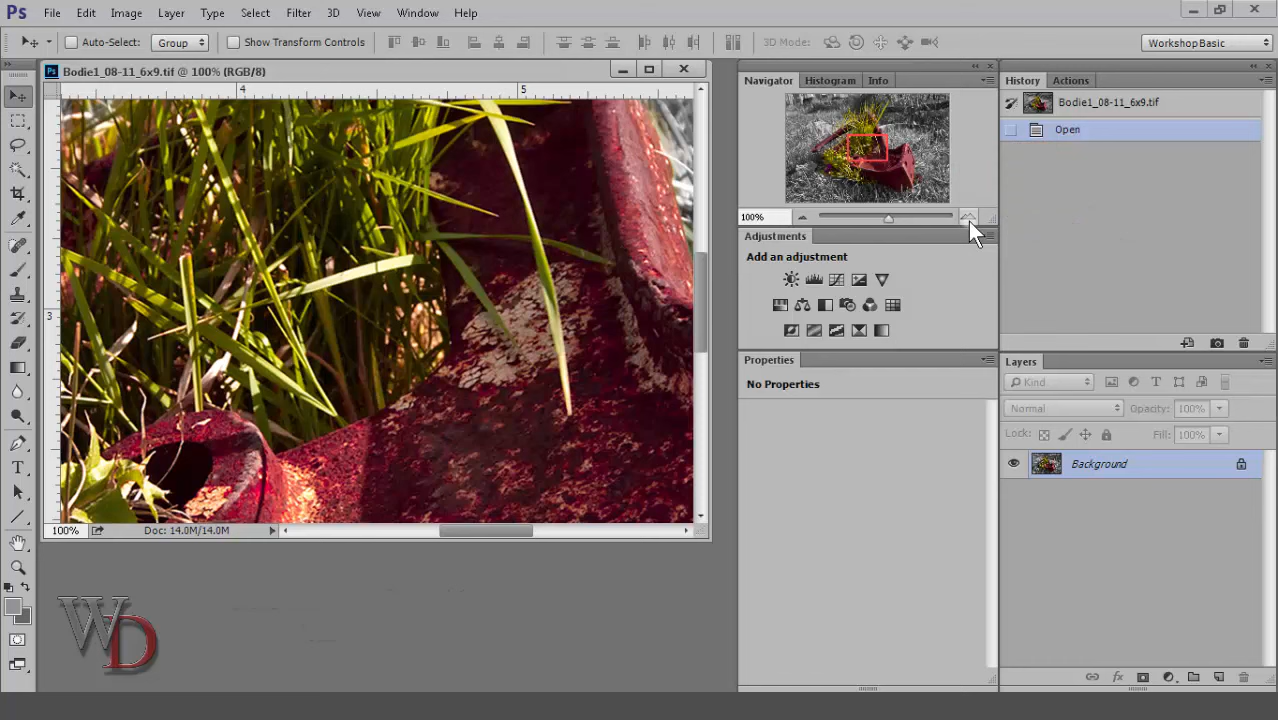 Ps File Edit Image Layer Type Select Filter 3D View Window Help
Auto-Select: Group Show Transform Controls 3D Mode: WorkshopBasic
Bodie1_08-11_6x9.tif @ 100% (RGB/8)
4 5
3
100% Doc: 14.0M/14.0M
WD
Navigator Histogram Info
100%
Adjustments
Add an adjustment
Properties
No Properties
History Actions
Bodie1_08-11_6x9.tif
Open
Layers
Kind
Normal Opacity: 100%
Lock: Fill: 100%
Background